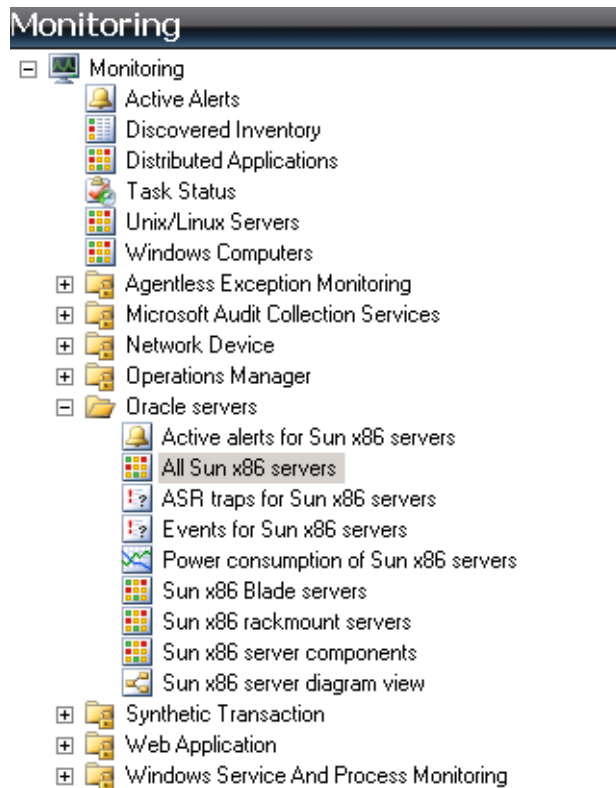 Monitoring
Monitoring
Active Alerts
Discovered Inventory
Distributed Applications
Task Status
Unix/Linux Servers
Windows Computers
Agentless Exception Monitoring
Microsoft Audit Collection Services
Network Device
Operations Manager
Oracle servers
Active alerts for Sun x86 servers
All Sun x86 servers
ASR traps for Sun x86 servers
Events for Sun x86 servers
Power consumption of Sun x86 servers
Sun x86 Blade servers
Sun x86 rackmount servers
Sun x86 server components
Sun x86 server diagram view
Synthetic Transaction
Web Application
Windows Service And Process Monitoring